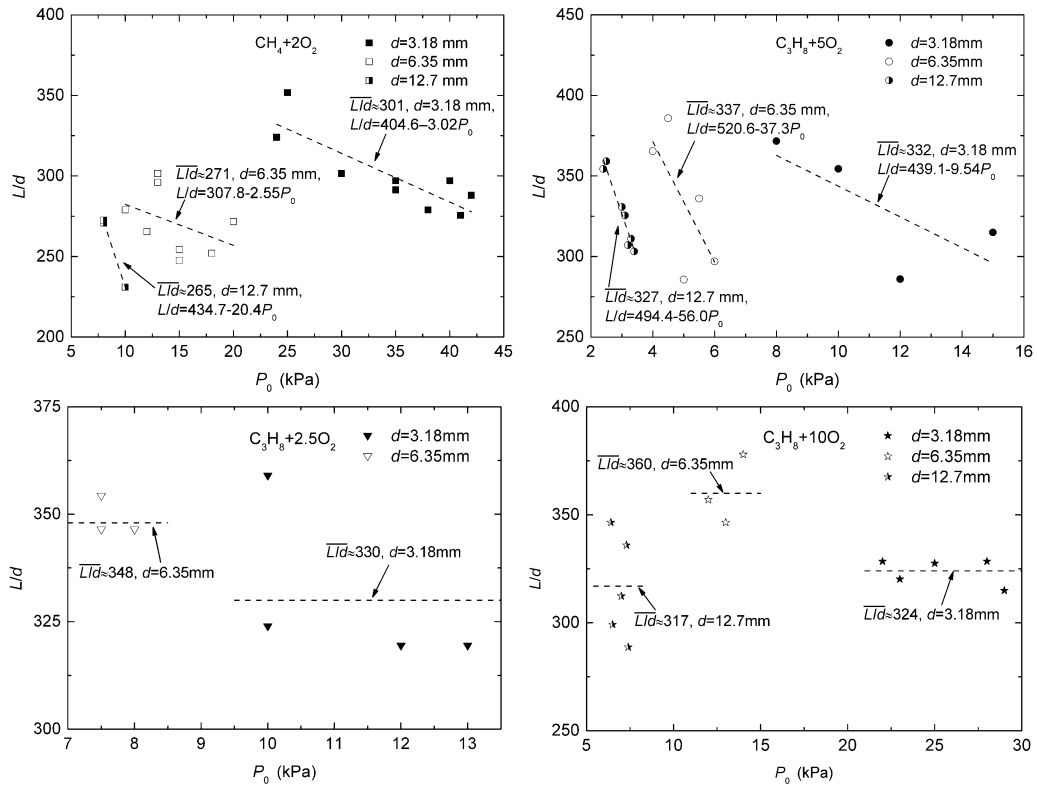 450
400
350
300
250
200
L/d
5 10 15 20 25 30 35 40 45
P₀ (kPa)
CH₄+2O₂
d=3.18 mm
d=6.35 mm
d=12.7 mm
L/d≈301, d=3.18 mm,
L/d=404.6–3.02P₀
L/d≈271, d=6.35 mm,
L/d=307.8-2.55P₀
L/d≈265, d=12.7 mm,
L/d=434.7-20.4P₀
450
400
350
300
250
L/d
2 4 6 8 10 12 14 16
P₀ (kPa)
C₃H₈+5O₂
d=3.18mm
d=6.35mm
d=12.7mm
L/d≈337, d=6.35 mm,
L/d=520.6-37.3P₀
L/d≈332, d=3.18 mm
L/d=439.1-9.54P₀
L/d≈327, d=12.7 mm,
L/d=494.4-56.0P₀
375
350
325
300
L/d
7 8 9 10 11 12 13
P₀ (kPa)
C₃H₈+2.5O₂
d=3.18mm
d=6.35mm
L/d≈348, d=6.35mm
L/d≈330, d=3.18mm
400
350
300
250
L/d
5 10 15 20 25 30
P₀ (kPa)
C₃H₈+10O₂
d=3.18mm
d=6.35mm
d=12.7mm
L/d≈360, d=6.35mm
L/d≈317, d=12.7mm
L/d≈324, d=3.18mm